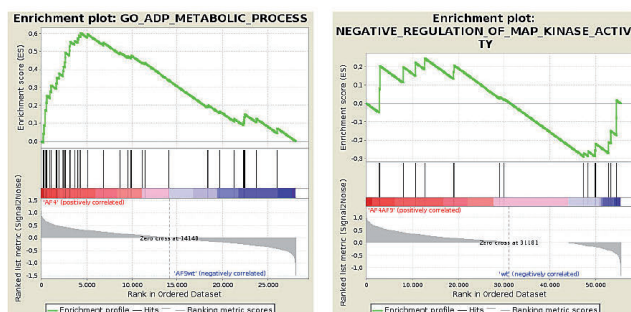 Enrichment plot: GO_ADP_METABOLIC_PROCESS
Enrichment score (ES)
0.6
0.5
0.4
0.3
0.2
0.1
0.0
'AF4' (positively correlated)
Ranked list metric (Signal2Noise)
1.5
1.0
0.5
0.0
-0.5
-1.0
-1.5
Zero cross at 14148
'AF9wt' (negatively correlated)
0 5.000 10.000 15.000 20.000 25.000
Rank in Ordered Dataset
Enrichment profile Hits Ranking metric scores
Enrichment plot:
NEGATIVE_REGULATION_OF_MAP_KINASE_ACTIVI
TY
Enrichment score (ES)
0.2
0.1
0.0
-0.1
-0.2
-0.3
(positively correlated)
Ranked list metric (Signal2Noise)
1.0
0.5
0.0
-0.5
-1.0
Zero cross at 31181
'wt' (negatively correlated)
0 10.000 20.000 30.000 40.000 50.000
Rank in Ordered Dataset
Enrichment profile Hits Ranking metric scores